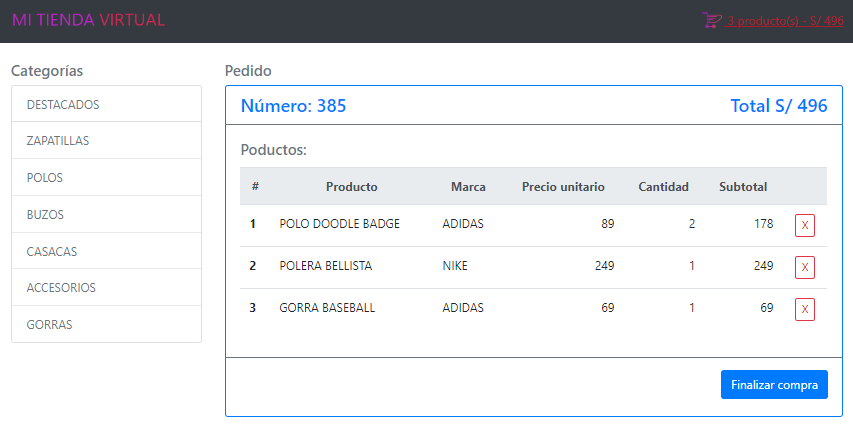 MI TIENDA VIRTUAL
3 producto(s) - S/ 496
Categorías
DESTACADOS
ZAPATILLAS
POLOS
BUZOS
CASACAS
ACCESORIOS
GORRAS
Pedido
Número: 385 Total S/ 496
Poductos:
# Producto Marca Precio unitario Cantidad Subtotal
1 POLO DOODLE BADGE ADIDAS 89 2 178 X
2 POLERA BELLISTA NIKE 249 1 249 X
3 GORRA BASEBALL ADIDAS 69 1 69 X
Finalizar compra